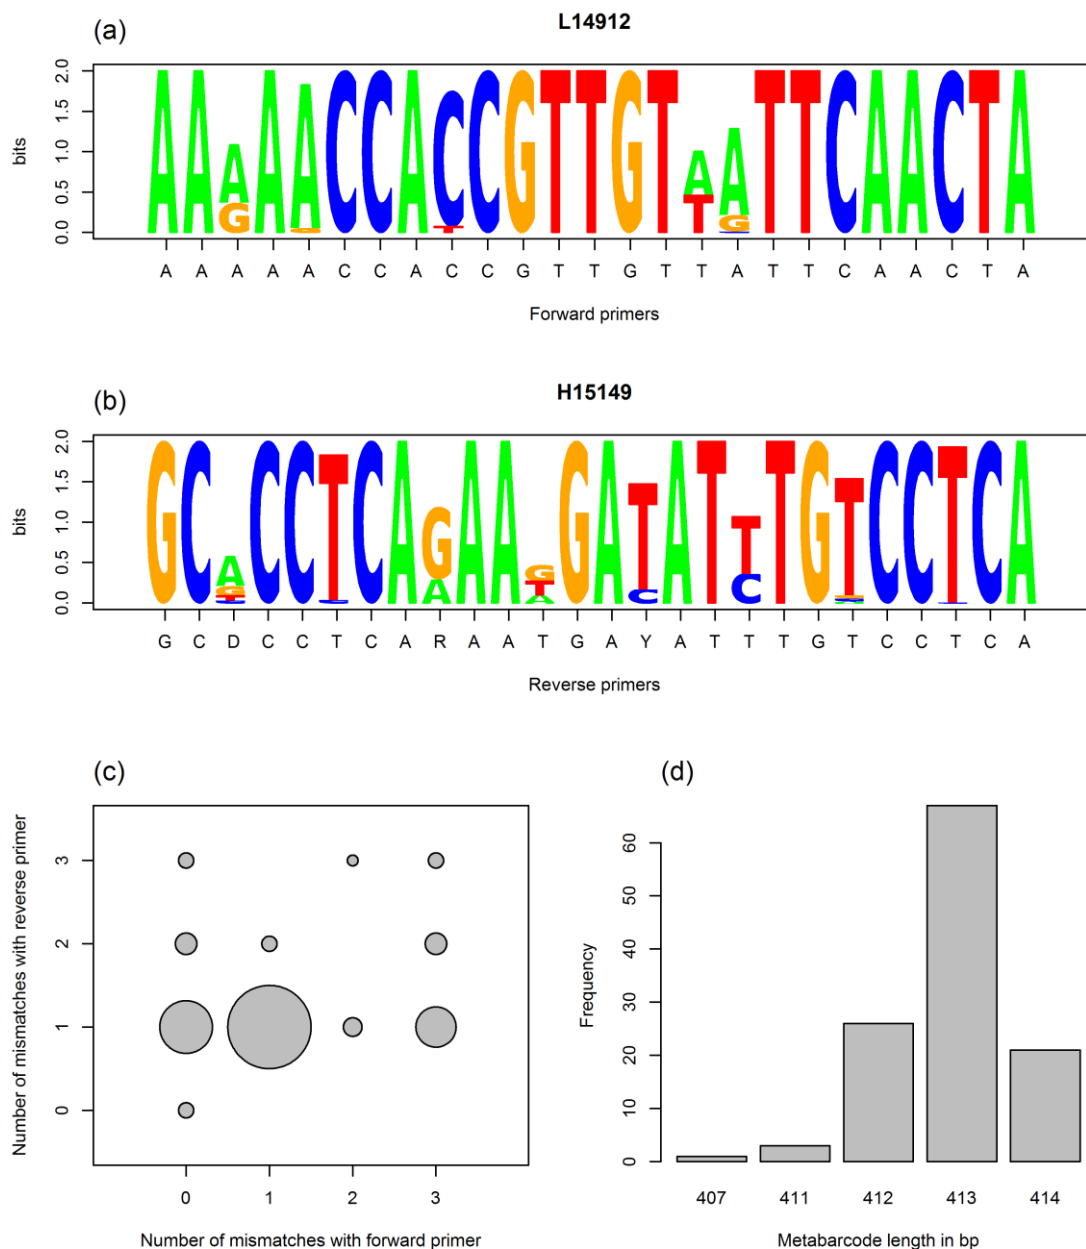 (a)
L14912
bits
2.0
1.5
1.0
0.5
0.0
A A A A A C C A C C G T T G T A A T T C A A C T A
G G T T G
A A A A A C C A C C G T T G T T A T T C A A C T A
Forward primers
(b)
H15149
bits
2.0
1.5
1.0
0.5
0.0
G C A C C T C A G A A G G A T A T T T G T C C T C A
G C A T C C G C
T A A
C
G C D C C T C A R A A T G A Y A T T T G T C C T C A
Reverse primers
(c)
Number of mismatches with reverse primer
3
2
1
0
0 1 2 3
Number of mismatches with forward primer
(d)
Frequency
60
50
40
30
20
10
0
407 411 412 413 414
Metabarcode length in bp